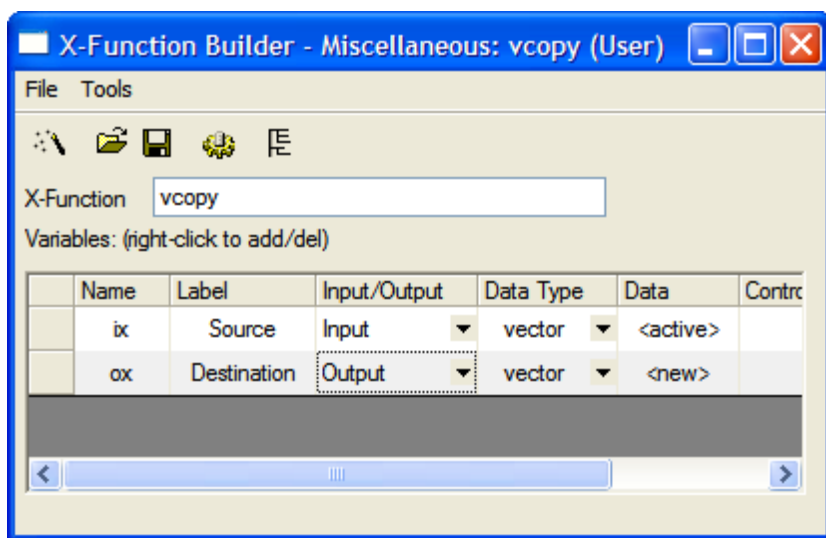 X-Function Builder - Miscellaneous: vcopy (User)
File Tools
X-Function vcopy
Variables: (right-click to add/del)
Name Label Input/Output Data Type Data Contro
ix Source Input vector <active>
ox Destination Output vector <new>